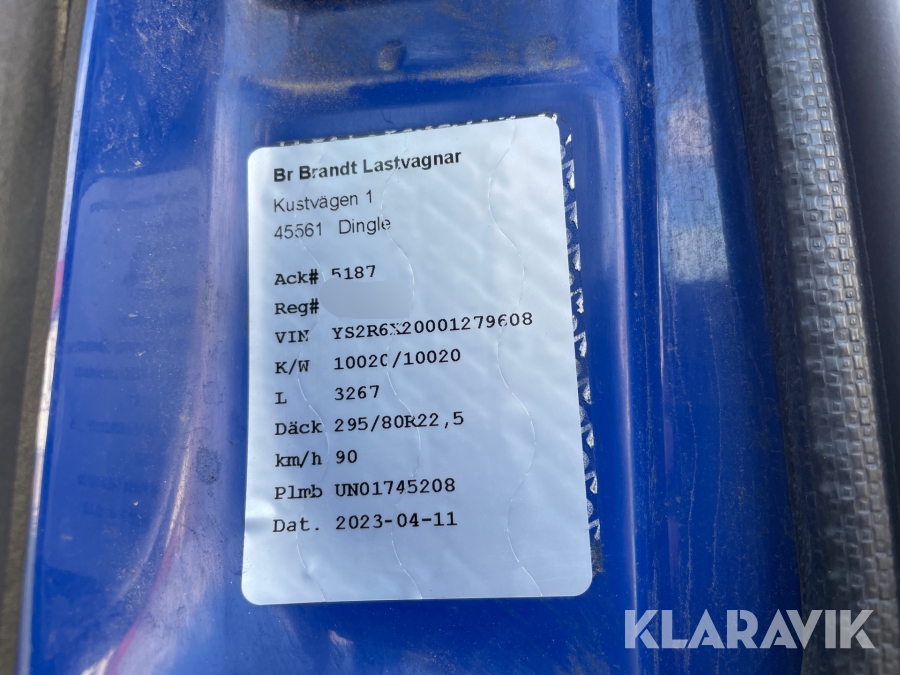 Br Brandt Lastvagnar
Kustvägen 1
45561 Dingle
Ack# 5187
Reg#
VIN YS2R6X20001279608
K/W 10020/10020
L 3267
Däck 295/80R22,5
km/h 90
Plmb UN01745208
Dat. 2023-04-11
KLARAVIK